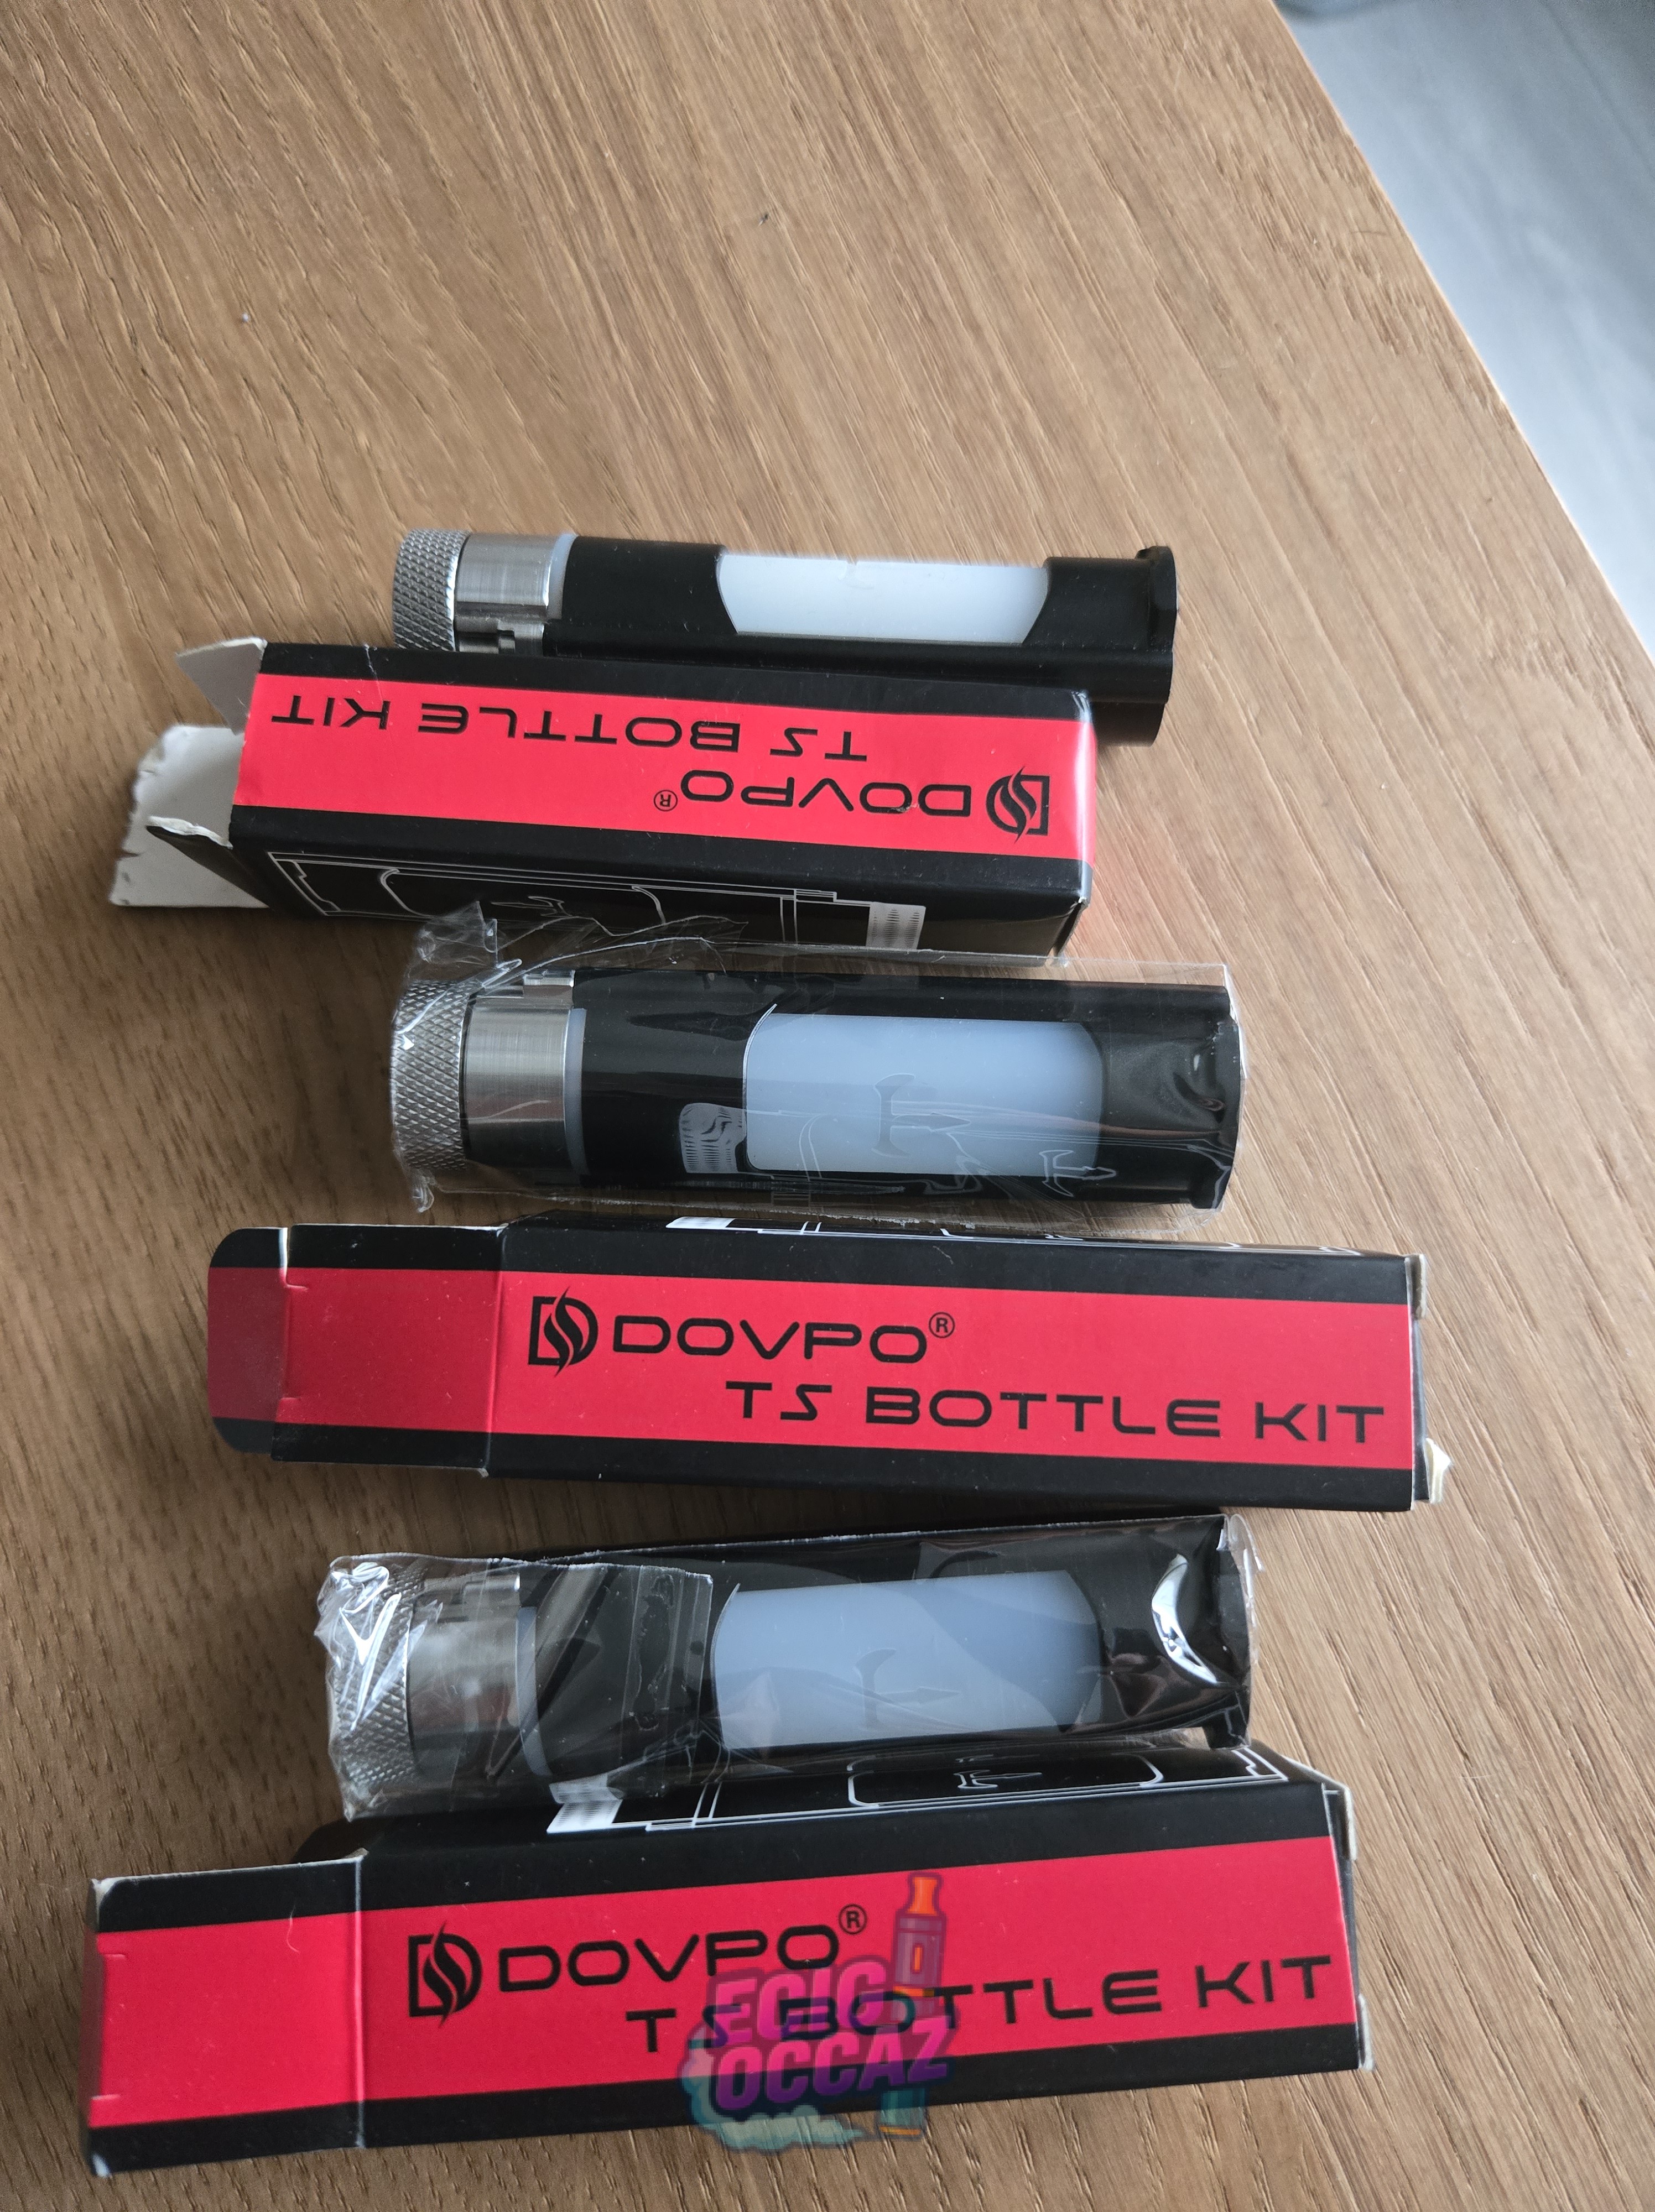 TS BOTTLE KIT
DOVPO®
DOVPO®
TS BOTTLE KIT
DOVPO®
TS BOTTLE KIT
ECIG
OCCAZ